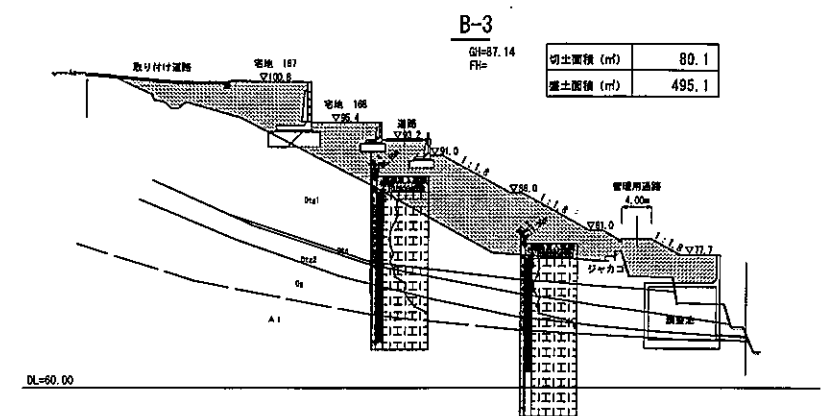 B-3
GH=87.14
FH=
切土面積 (㎡) 80.1
盛土面積 (㎡) 495.1
取り付け道路
宅地 167
▽100.6
宅地 166
▽95.4
道路
▽93.2
▽91.0
1:1.8
▽86.0
1:1.8
管理用通路
4.00m
▽81.0
1:1.8
▽77.7
ジャカゴ
調整池
Dtg1
Dtg2
Og
A1
DL=60.00